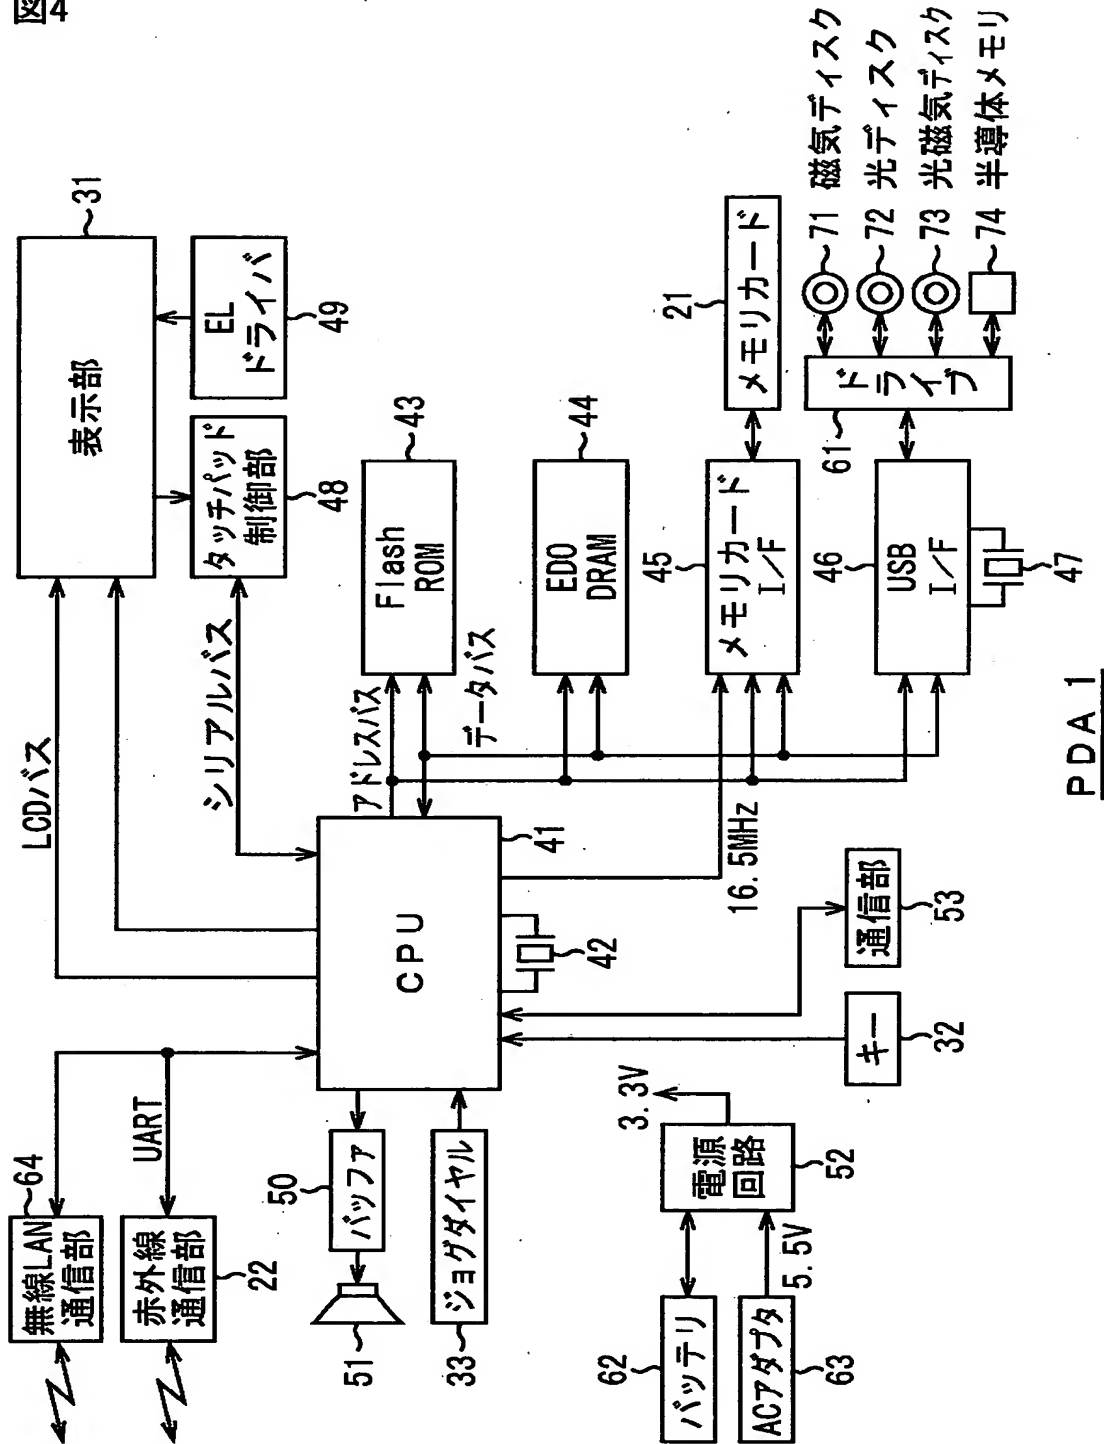 図4
無線LAN
通信部
64
赤外線
通信部
22
UART
LCDバス
シリアルバス
表示部
31
タッチパッド
制御部
48
EL
ドライバ
49
バッファ
50
51
ジョグダイヤル
33
CPU
41
42
アドレスバス
データバス
Flash
ROM
43
EDO
DRAM
44
16.5MHz
メモリカード
I/F
45
メモリカード
21
USB
I/F
46
47
ドライブ
61
71 磁気ディスク
72 光ディスク
73 光磁気ディスク
74 半導体メモリ
バッテリ
62
ACアダプタ
63
5.5V
電源
回路
52
3.3V
キー
32
通信部
53
PDA1